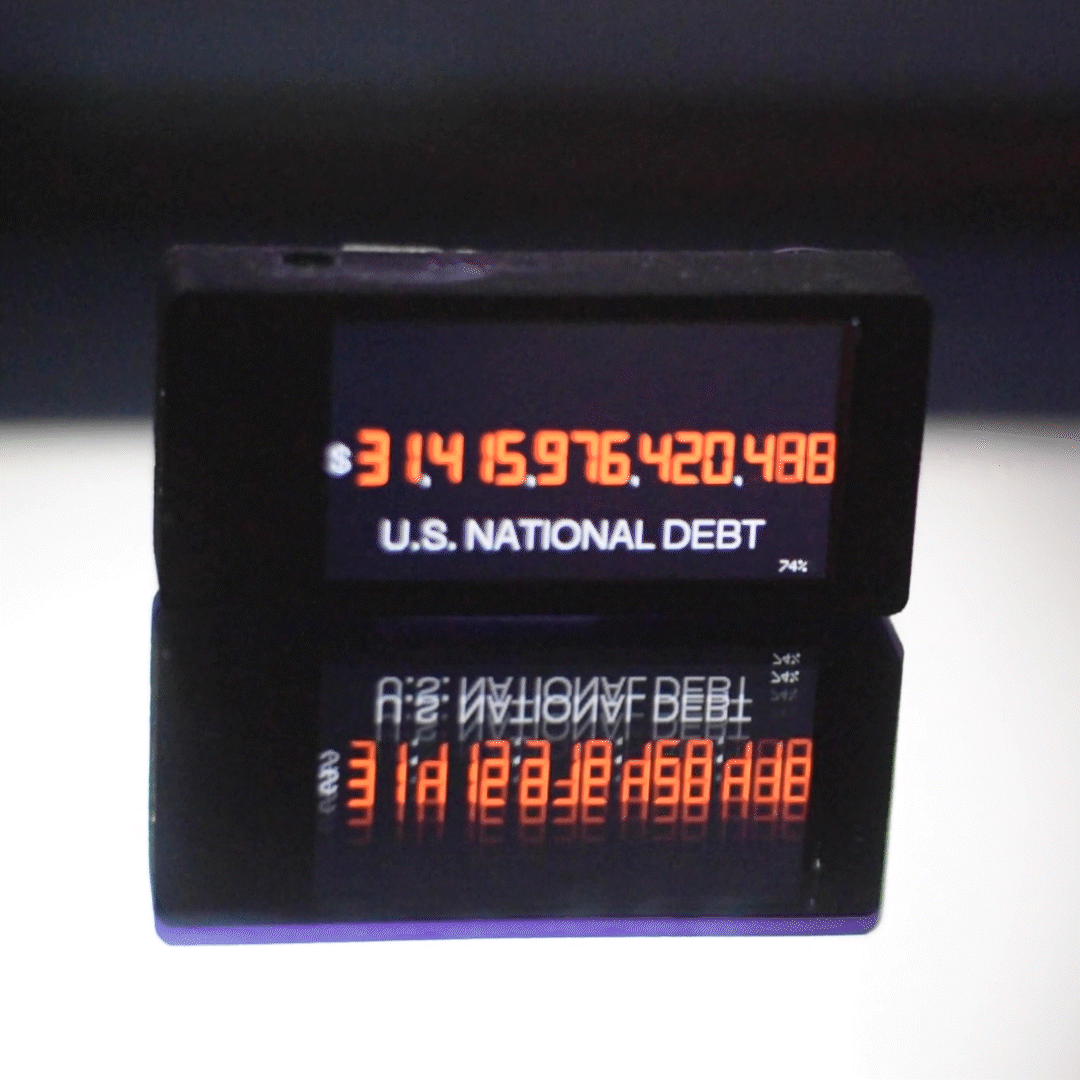 $31,415,976,420,488
U.S. NATIONAL DEBT
74%